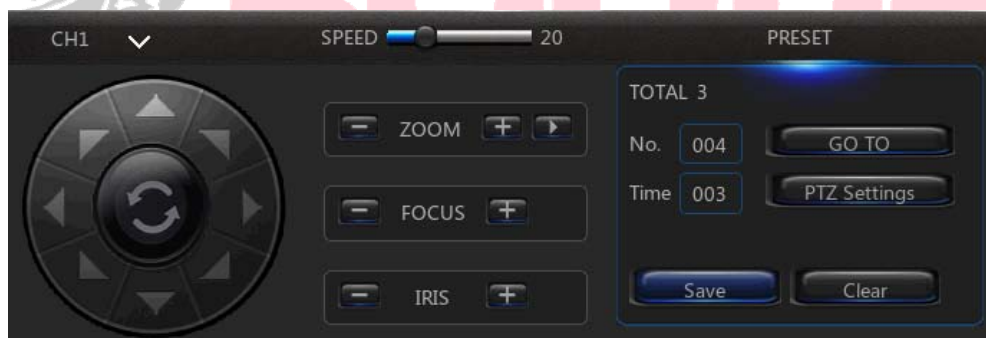 CH1
SPEED 20
PRESET
ZOOM
FOCUS
IRIS
TOTAL 3
No. 004 GO TO
Time 003 PTZ Settings
Save Clear